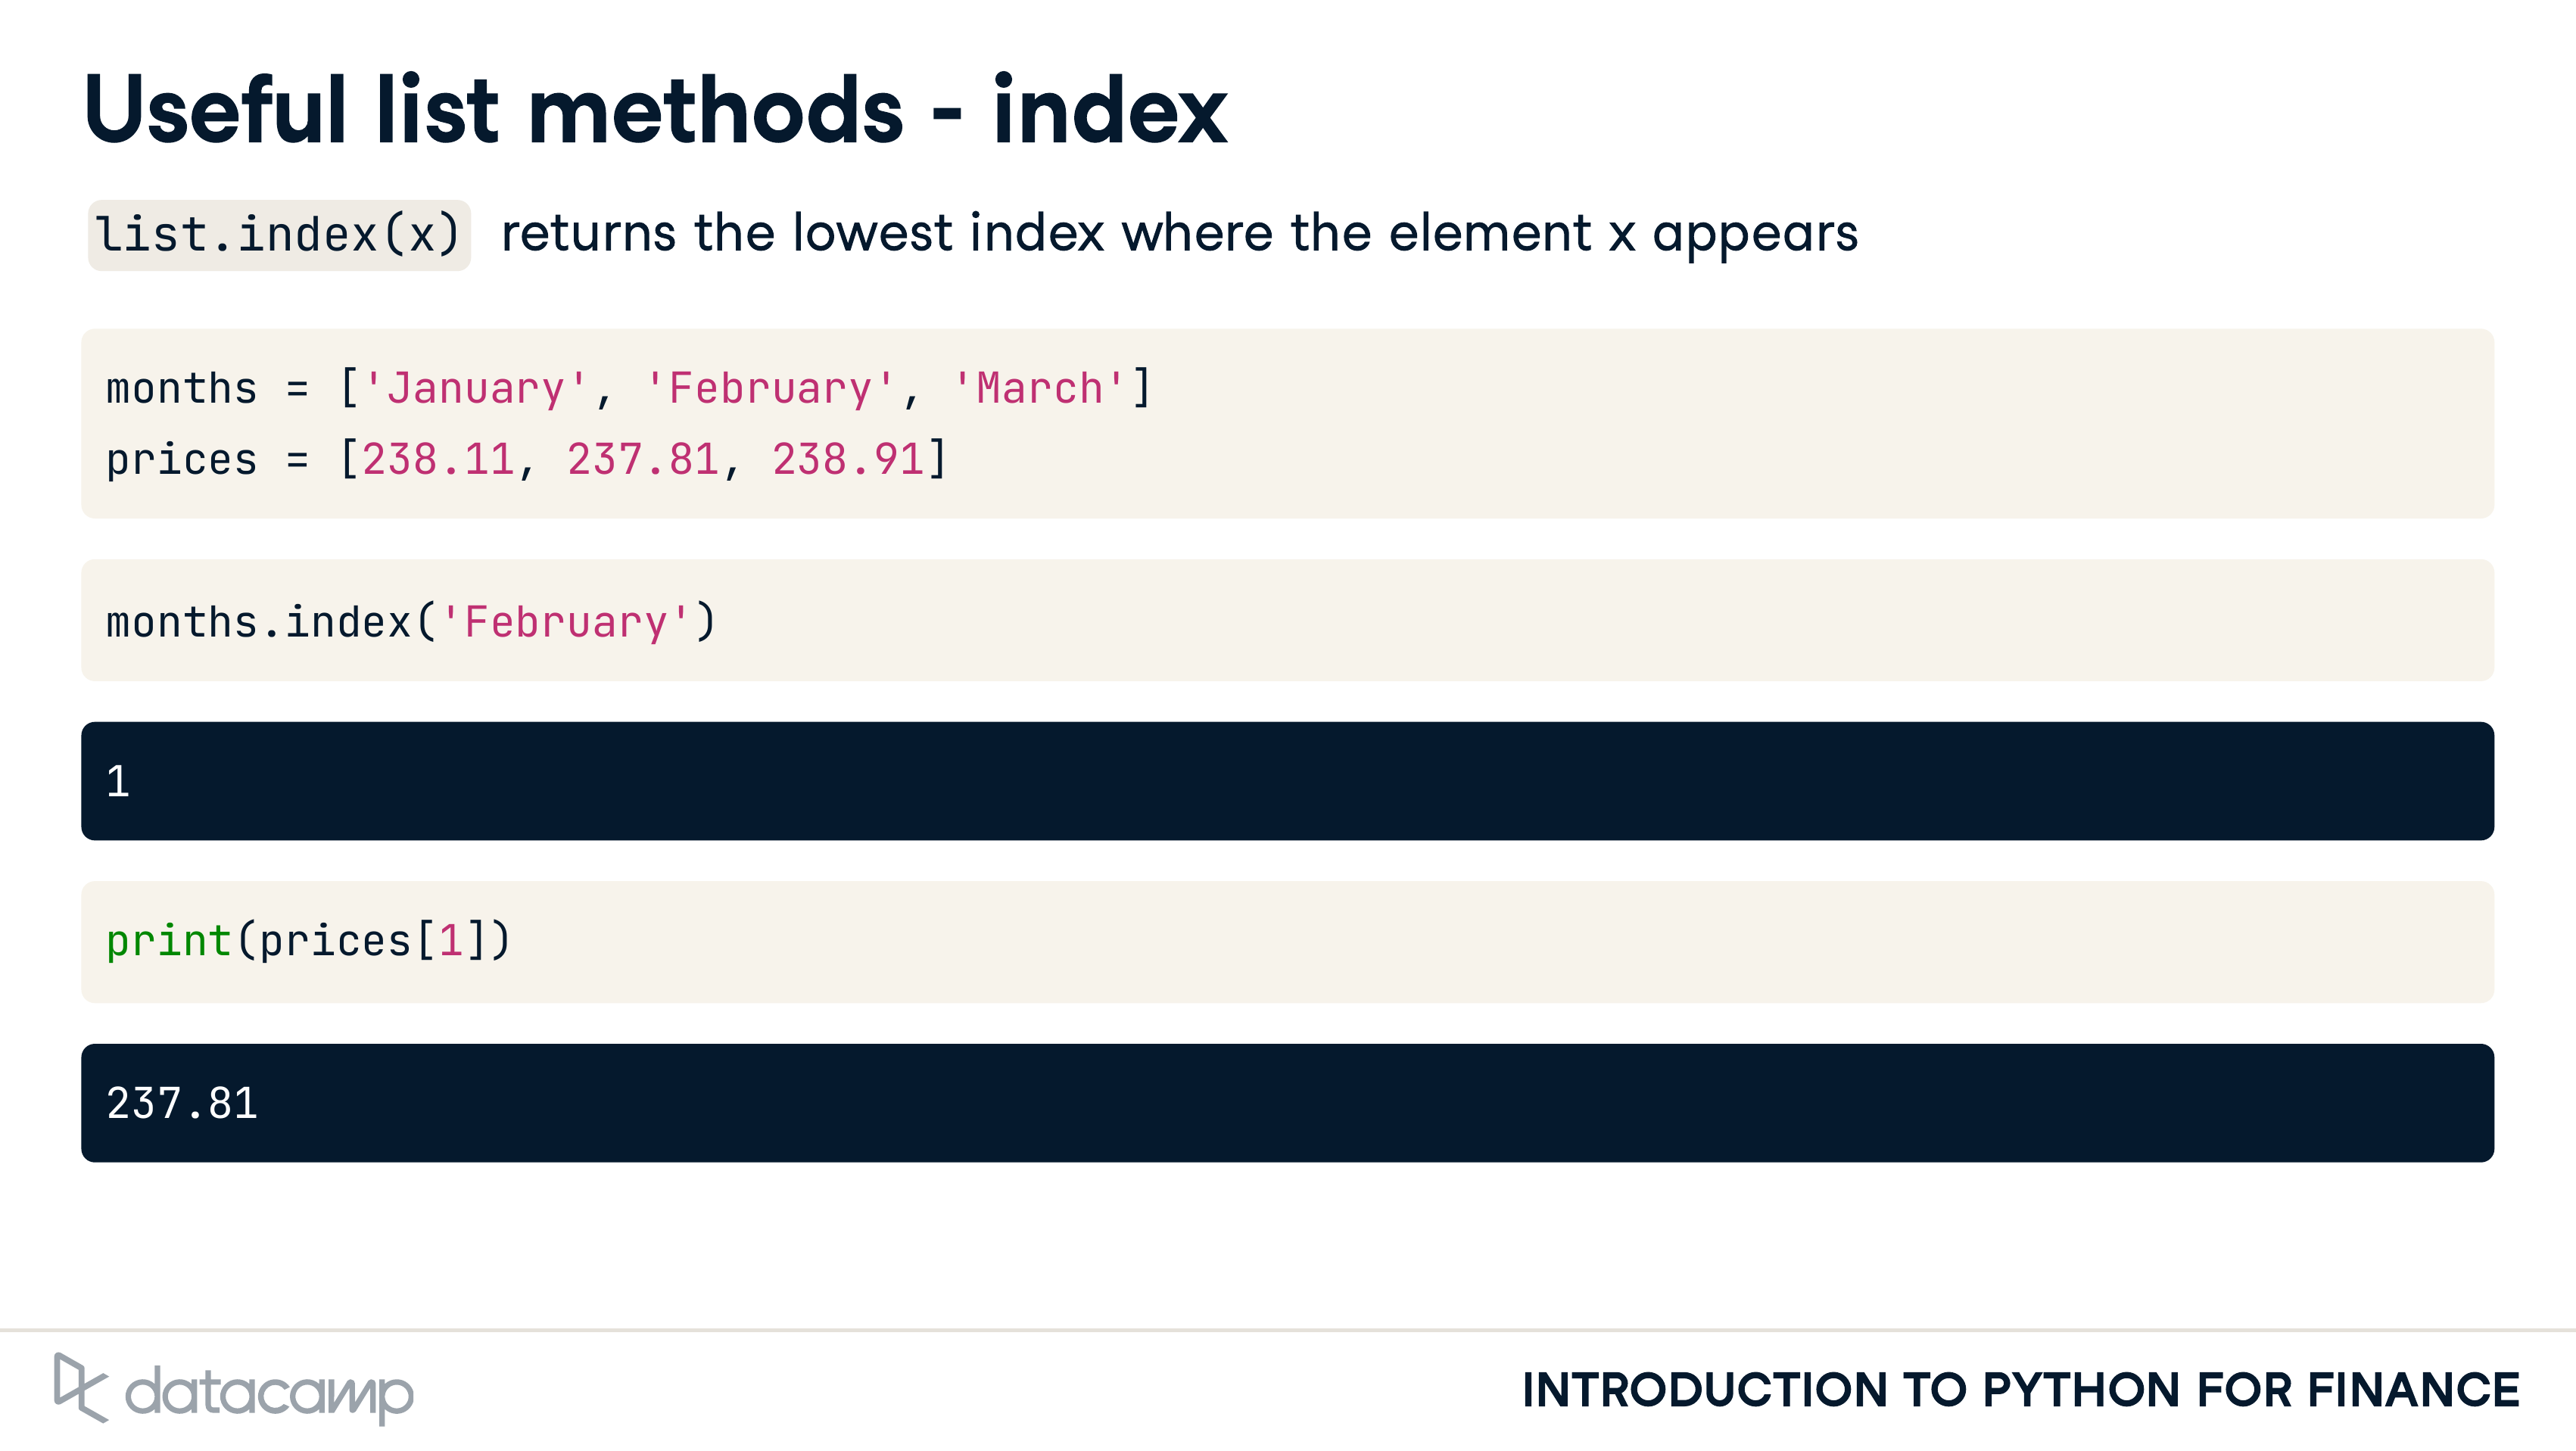 Useful list methods - index
list.index(x) returns the lowest index where the element x appears
months = ['January', 'February', 'March']
prices = [238.11, 237.81, 238.91]
months.index('February')
1
print(prices[1])
237.81
datacamp
INTRODUCTION TO PYTHON FOR FINANCE